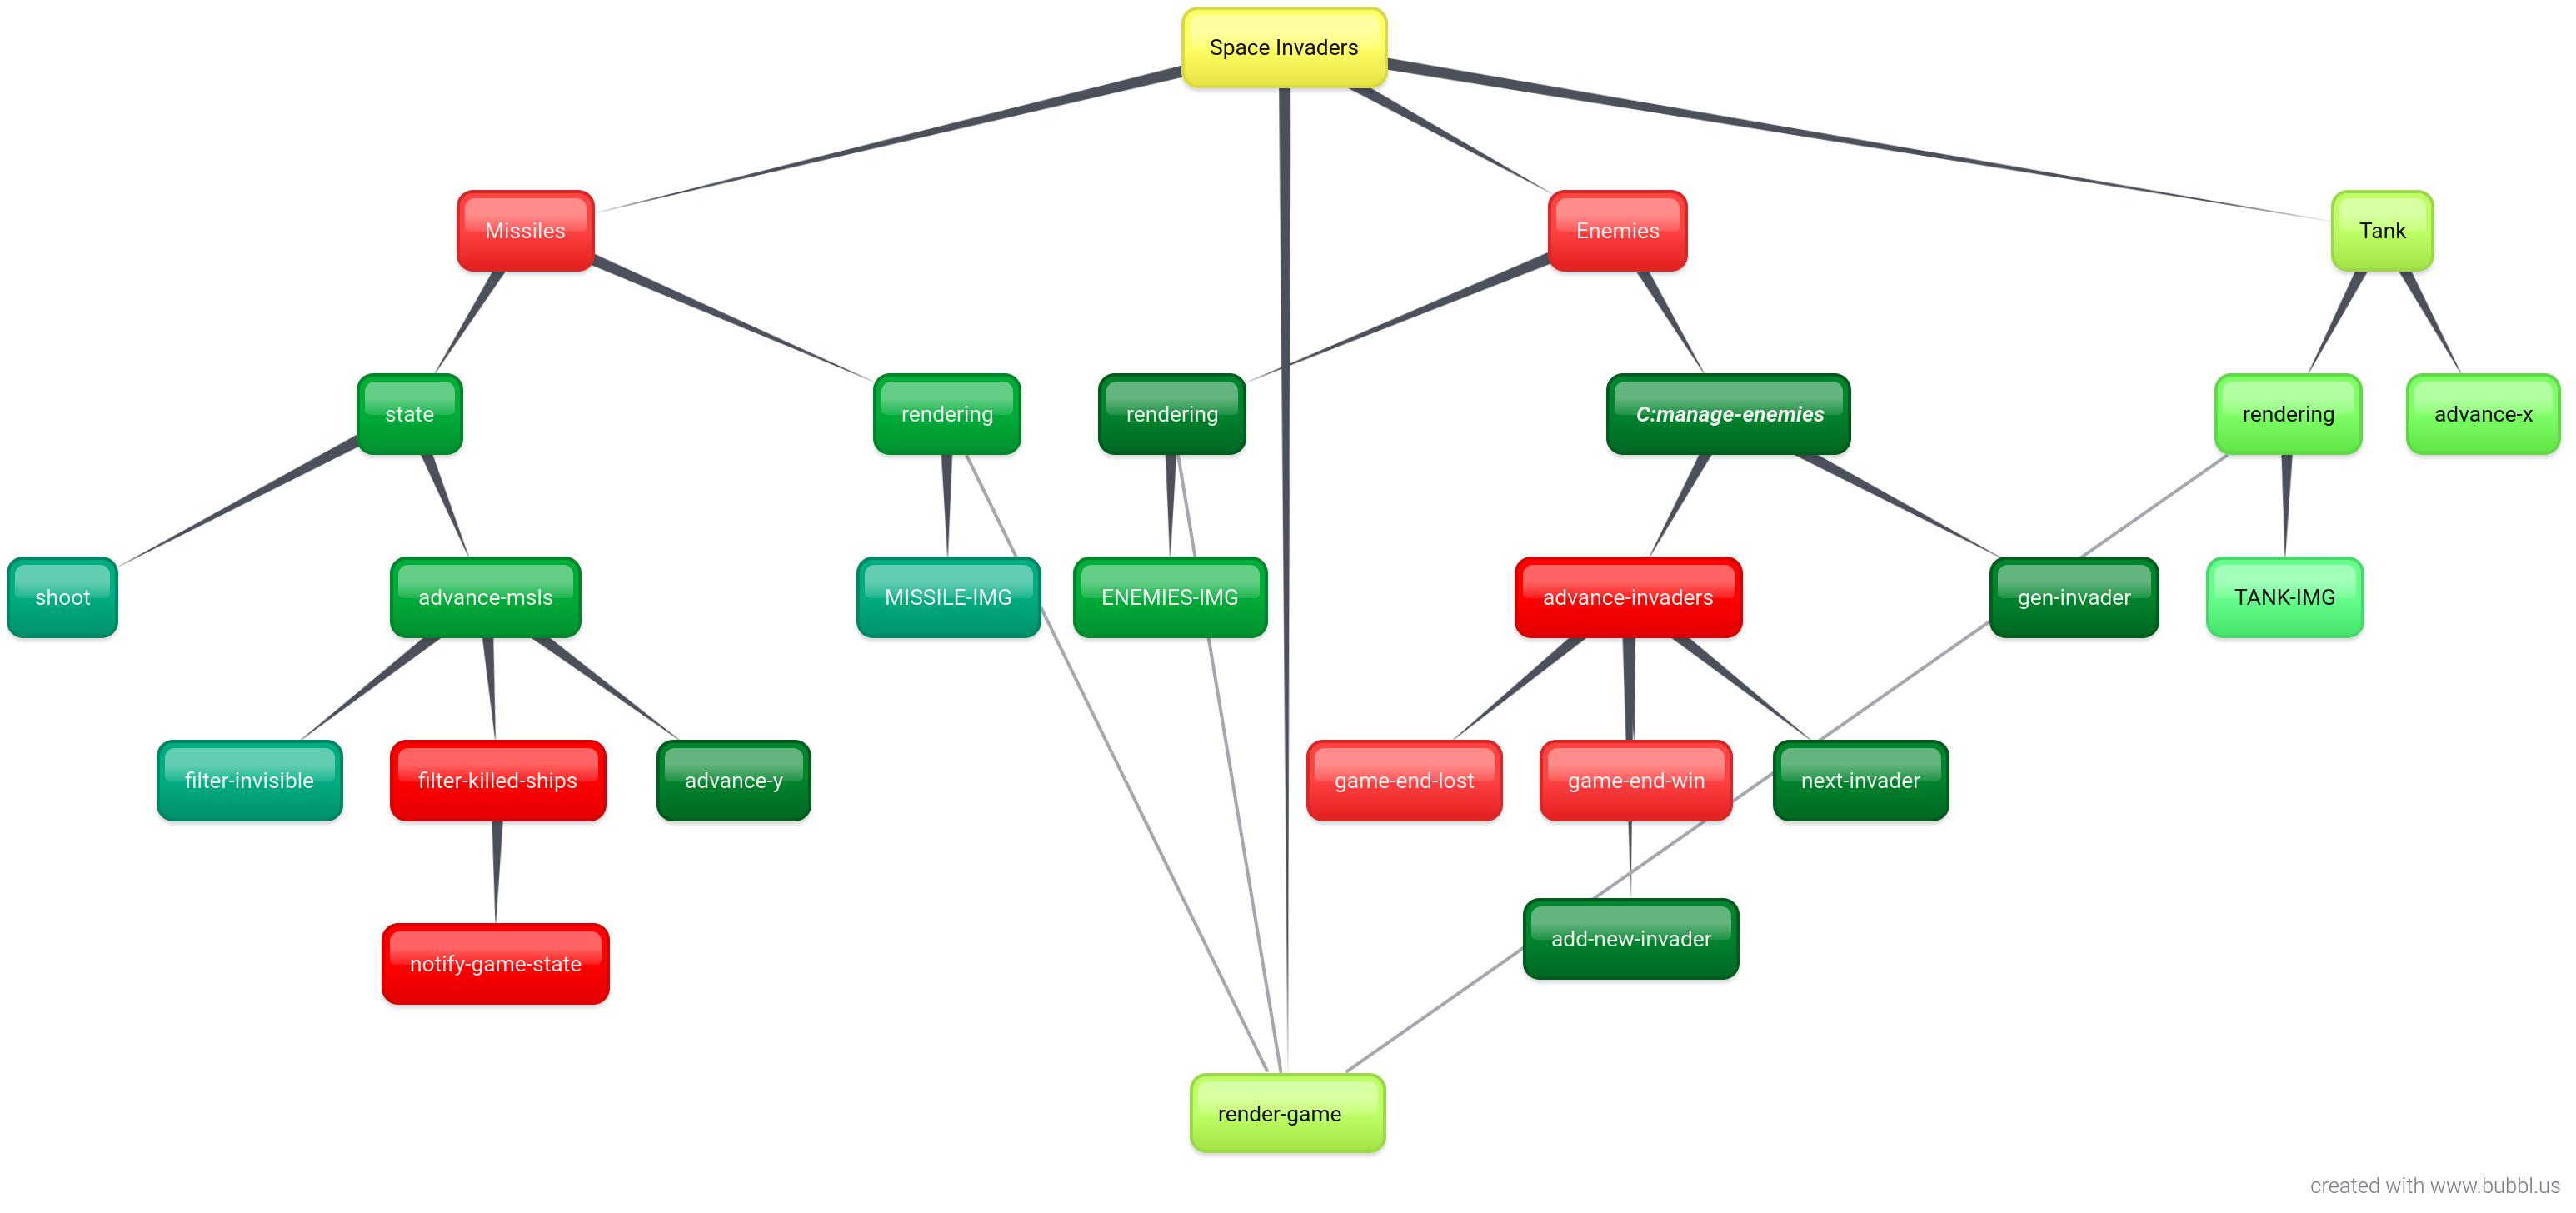 Space Invaders
Missiles
Enemies
Tank
state
rendering
rendering
C:manage-enemies
rendering
advance-x
shoot
advance-msls
MISSILE-IMG
ENEMIES-IMG
advance-invaders
gen-invader
TANK-IMG
filter-invisible
filter-killed-ships
advance-y
game-end-lost
game-end-win
next-invader
add-new-invader
notify-game-state
render-game
created with www.bubbl.us